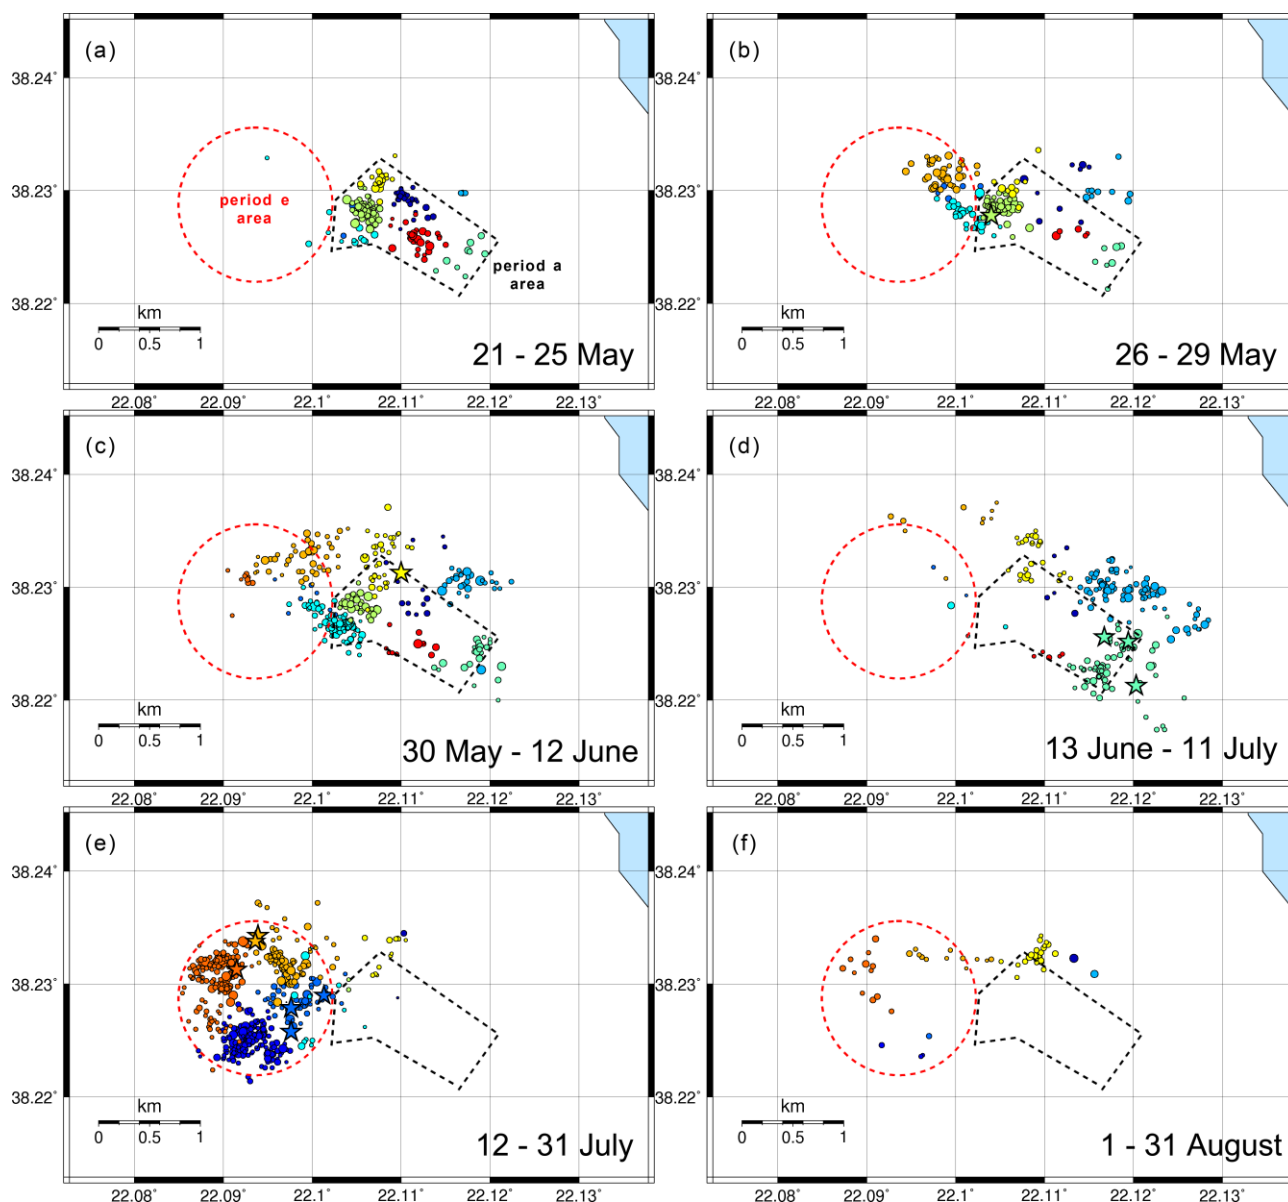 (a)
38.24°
38.23°
38.22°
period e
area
period a
area
km
0 0.5 1
21 - 25 May
22.08° 22.09° 22.1° 22.11° 22.12° 22.13°
(b)
38.24°
38.23°
38.22°
km
0 0.5 1
26 - 29 May
22.08° 22.09° 22.1° 22.11° 22.12° 22.13°
(c)
38.24°
38.23°
38.22°
km
0 0.5 1
30 May - 12 June
22.08° 22.09° 22.1° 22.11° 22.12° 22.13°
(d)
38.24°
38.23°
38.22°
km
0 0.5 1
13 June - 11 July
22.08° 22.09° 22.1° 22.11° 22.12° 22.13°
(e)
38.24°
38.23°
38.22°
km
0 0.5 1
12 - 31 July
22.08° 22.09° 22.1° 22.11° 22.12° 22.13°
(f)
38.24°
38.23°
38.22°
km
0 0.5 1
1 - 31 August
22.08° 22.09° 22.1° 22.11° 22.12° 22.13°